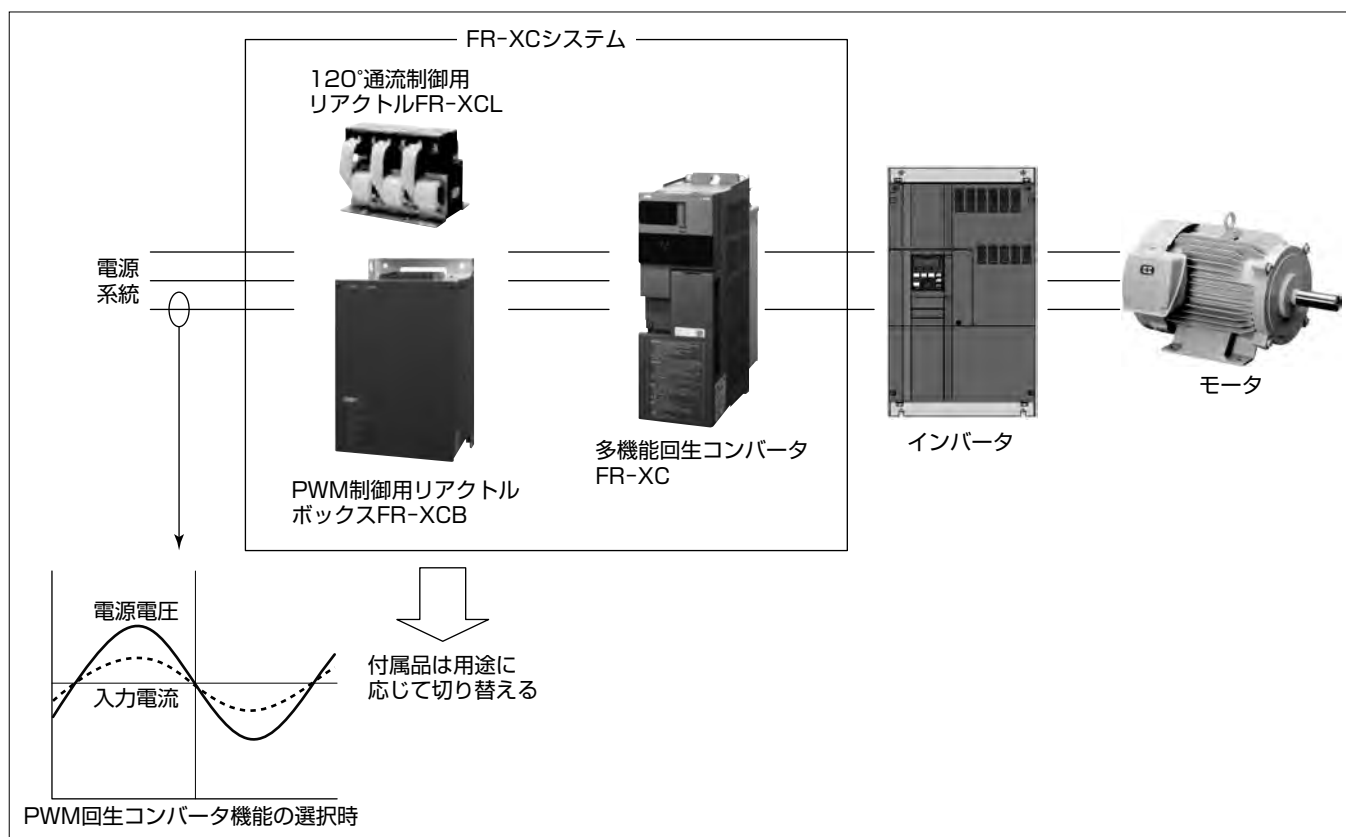 FR-XCシステム
120°通流制御用
リアクトルFR-XCL
電源
系統
PWM制御用リアクトル
ボックスFR-XCB
多機能回生コンバータ
FR-XC
インバータ
モータ
電源電圧
入力電流
付属品は用途に
応じて切り替える
PWM回生コンバータ機能の選択時